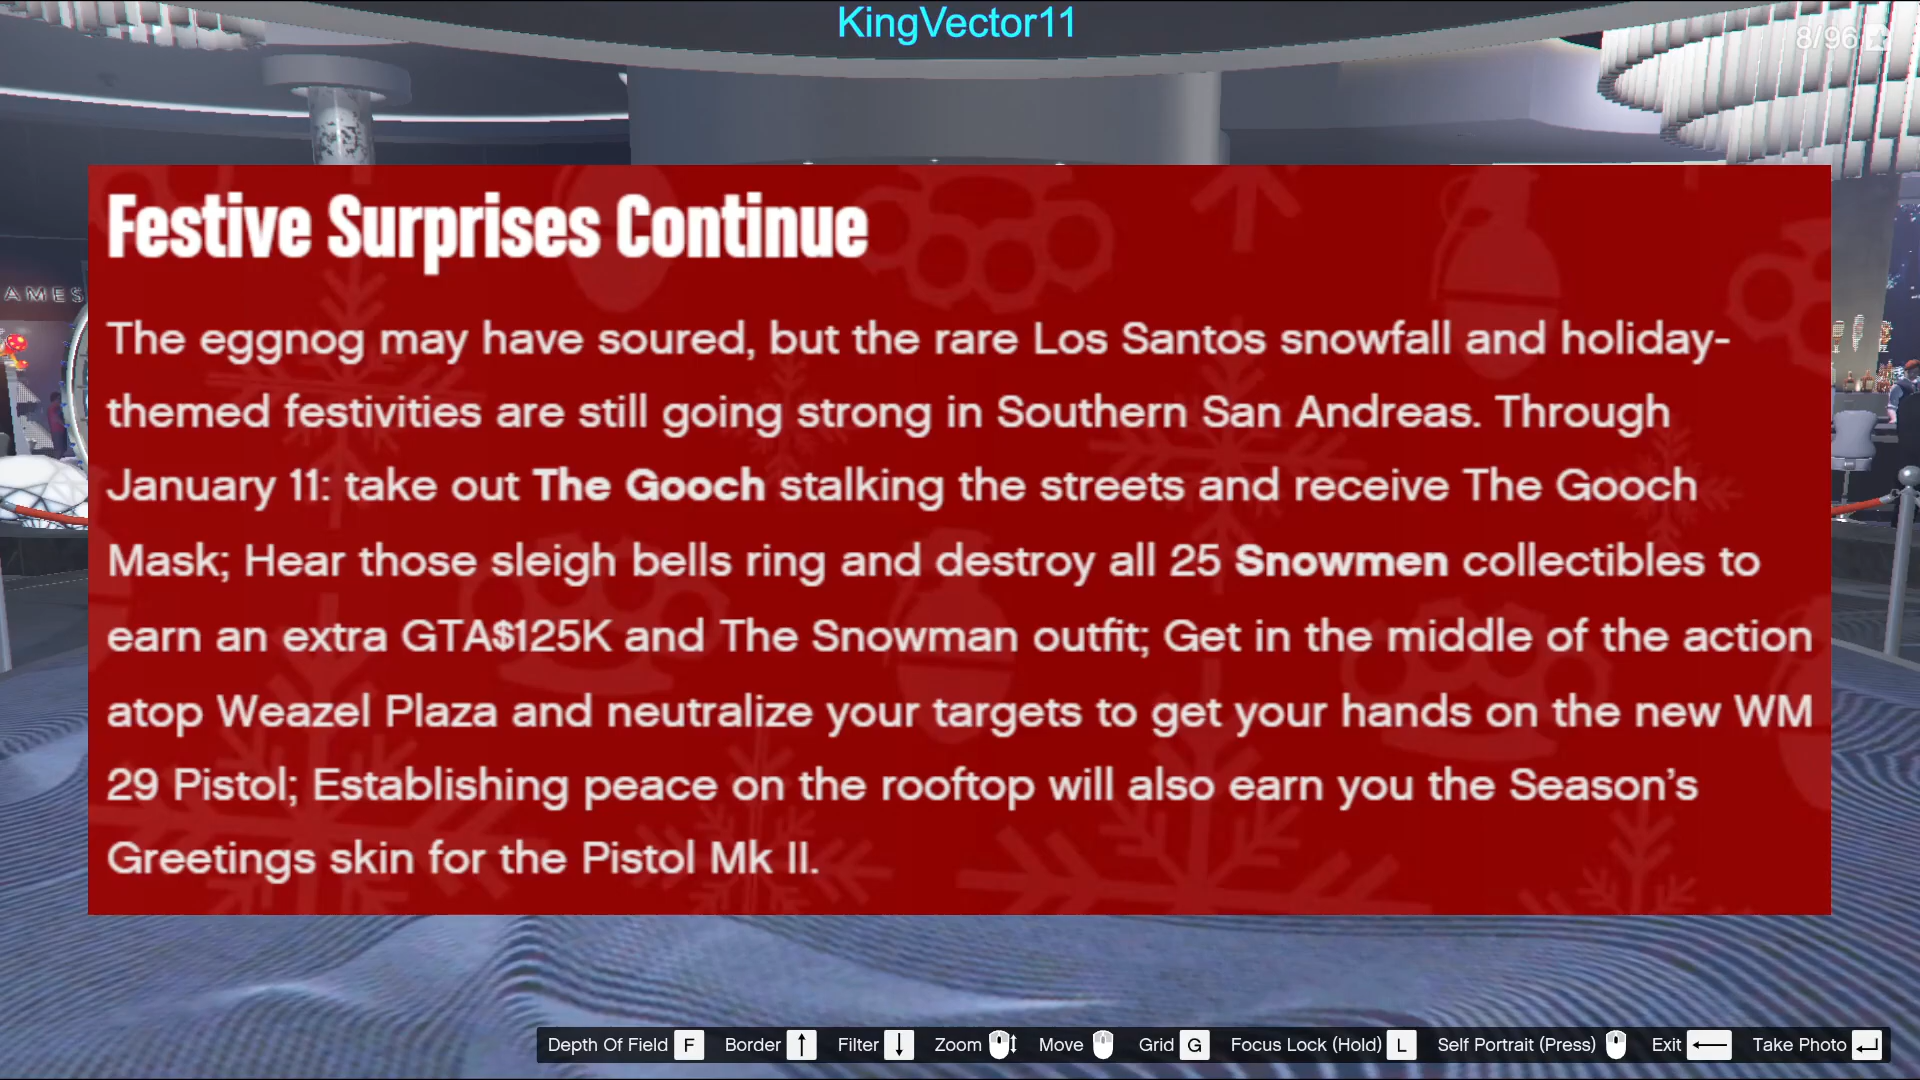 KingVector11
8/96
AMES
Festive Surprises Continue
The eggnog may have soured, but the rare Los Santos snowfall and holiday-
themed festivities are still going strong in Southern San Andreas. Through
January 11: take out The Gooch stalking the streets and receive The Gooch
Mask; Hear those sleigh bells ring and destroy all 25 Snowmen collectibles to
earn an extra GTA$125K and The Snowman outfit; Get in the middle of the action
atop Weazel Plaza and neutralize your targets to get your hands on the new WM
29 Pistol; Establishing peace on the rooftop will also earn you the Season’s
Greetings skin for the Pistol Mk II.
Depth Of Field F Border ↑ Filter ↓ Zoom Move Grid G Focus Lock (Hold) L Self Portrait (Press) Exit Take Photo